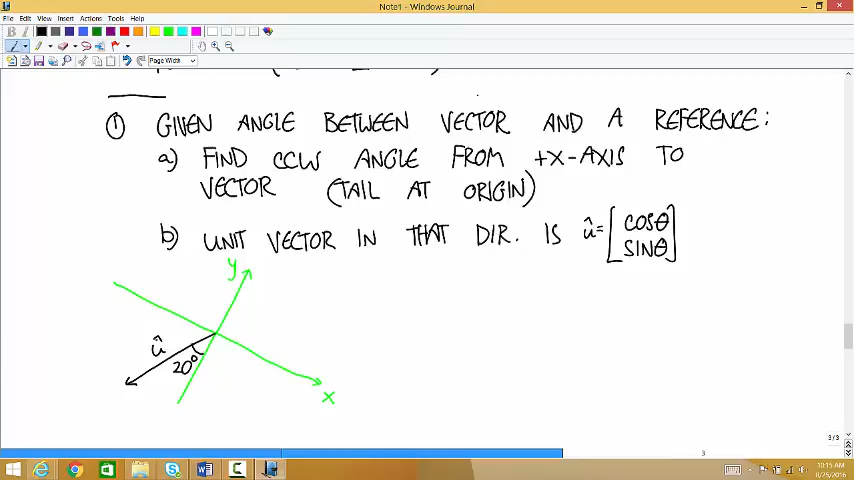 Note1 - Windows Journal
File Edit View Insert Actions Tools Help
Page Width
① GIVEN ANGLE BETWEEN VECTOR AND A REFERENCE:
a) FIND CCW ANGLE FROM +X-AXIS TO
VECTOR (TAIL AT ORIGIN)
b) UNIT VECTOR IN THAT DIR. IS û = [COSθ
SINθ]
y
û
20°
x
3/3
3
10:15 AM
8/25/2016